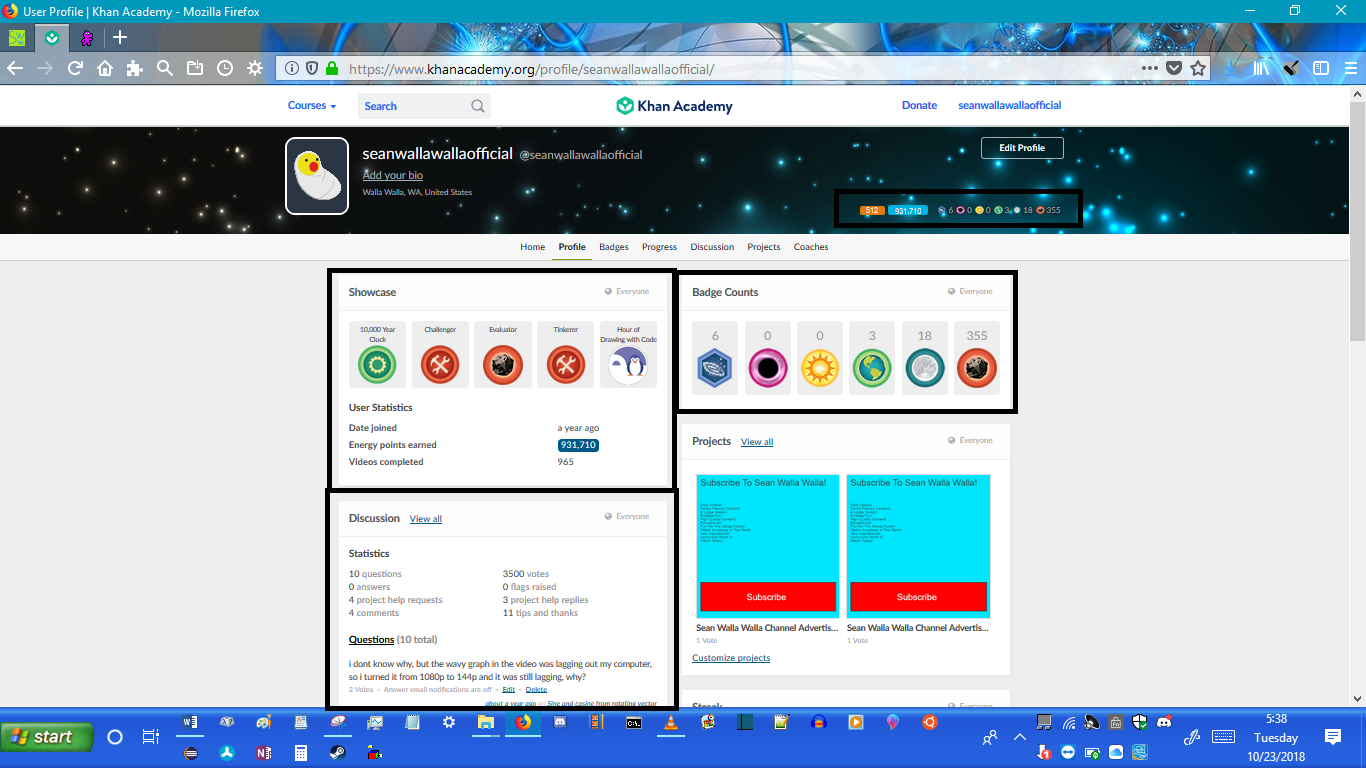 User Profile | Khan Academy - Mozilla Firefox
https://www.khanacademy.org/profile/seanwallawallaofficial/
Courses
Search
Khan Academy
Donate
seanwallawallaofficial
seanwallawallaofficial @seanwallawallaofficial
Add your bio
Walla Walla, WA, United States
Edit Profile
512 931,710 6 0 0 3 18 355
Home Profile Badges Progress Discussion Projects Coaches
Showcase Everyone
10,000 Year Clock
Challenger
Evaluator
Tinkerer
Hour of Drawing with Code
User Statistics
Date joined a year ago
Energy points earned 931,710
Videos completed 965
Badge Counts Everyone
6 0 0 3 18 355
Discussion View all Everyone
Statistics
10 questions 3500 votes
0 answers 0 flags raised
4 project help requests 3 project help replies
4 comments 11 tips and thanks
Questions (10 total)
i dont know why, but the wavy graph in the video was lagging out my computer,
so i turned it from 1080p to 144p and it was still lagging, why?
2 Votes • Answer email notifications are off • Edit • Delete
about a year ago on Sine and cosine from rotating vector
Projects View all Everyone
Subscribe To Sean Walla Walla! Subscribe To Sean Walla Walla!
Subscribe Subscribe
Sean Walla Walla Channel Advertis... Sean Walla Walla Channel Advertis...
1 Vote 1 Vote
Customize projects
Streak Everyone
start
5:38
Tuesday
10/23/2018